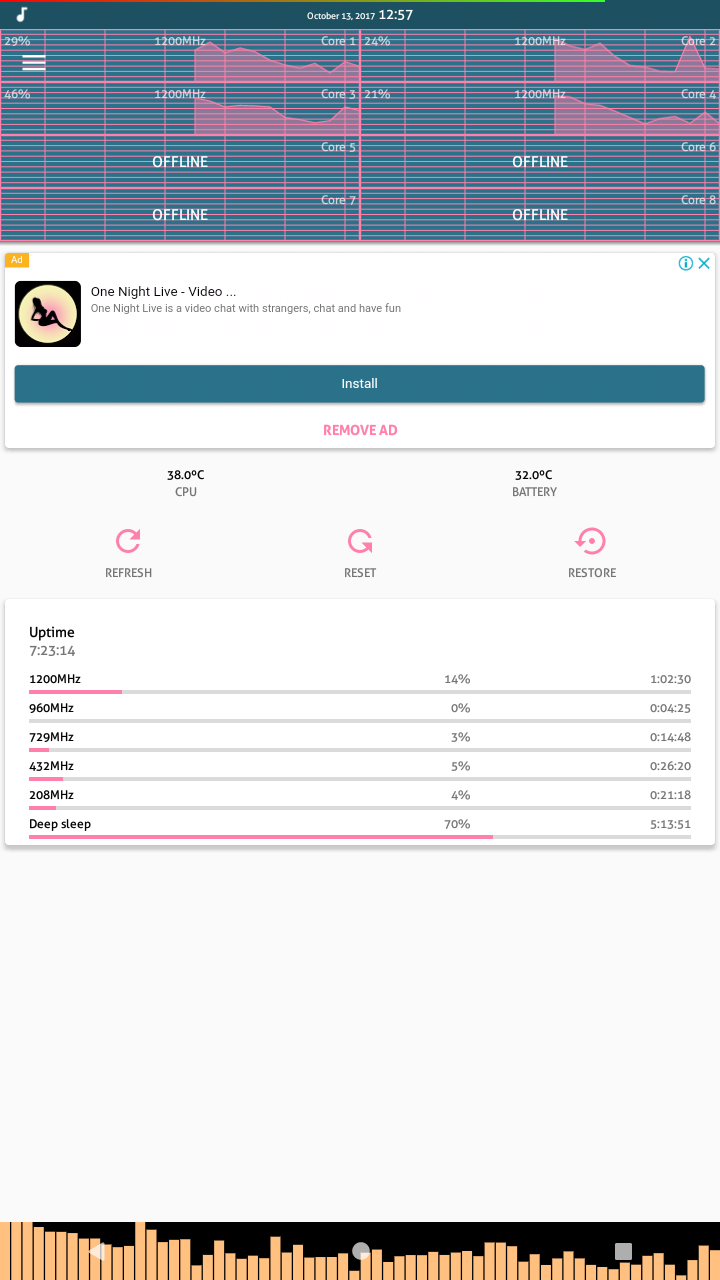 October 13, 2017 12:57
29% 1200MHz Core 1 24% 1200MHz Core 2
46% 1200MHz Core 3 21% 1200MHz Core 4
Core 5 Core 6
OFFLINE OFFLINE
Core 7 Core 8
OFFLINE OFFLINE
Ad
One Night Live - Video ...
One Night Live is a video chat with strangers, chat and have fun
Install
REMOVE AD
38.0ºC 32.0ºC
CPU BATTERY
REFRESH RESET RESTORE
Uptime
7:23:14
1200MHz 14% 1:02:30
960MHz 0% 0:04:25
729MHz 3% 0:14:48
432MHz 5% 0:26:20
208MHz 4% 0:21:18
Deep sleep 70% 5:13:51